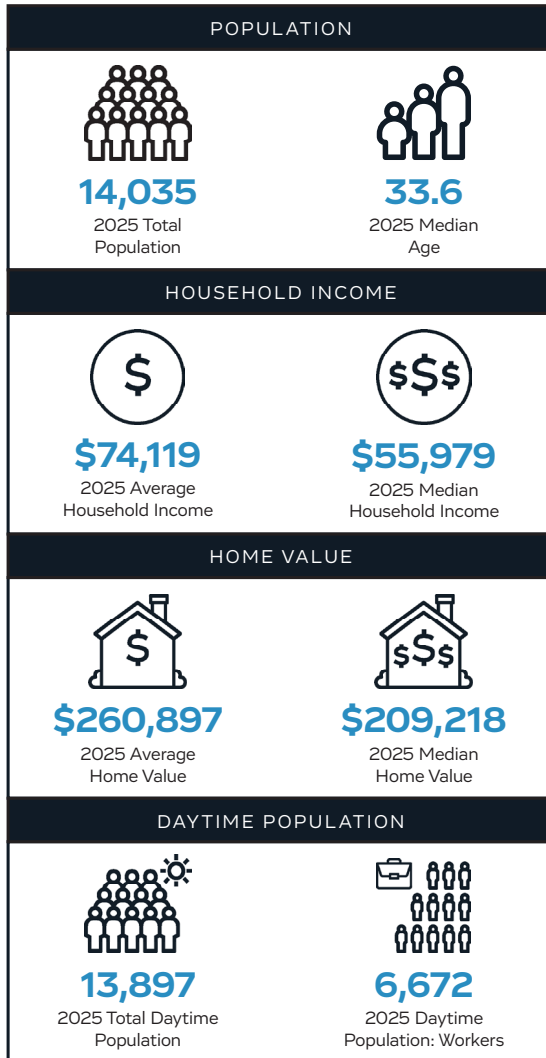 POPULATION
14,035
2025 Total
Population
33.6
2025 Median
Age
HOUSEHOLD INCOME
$
$74,119
2025 Average
Household Income
$$$
$55,979
2025 Median
Household Income
HOME VALUE
$
$260,897
2025 Average
Home Value
$$$
$209,218
2025 Median
Home Value
DAYTIME POPULATION
13,897
2025 Total Daytime
Population
6,672
2025 Daytime
Population: Workers